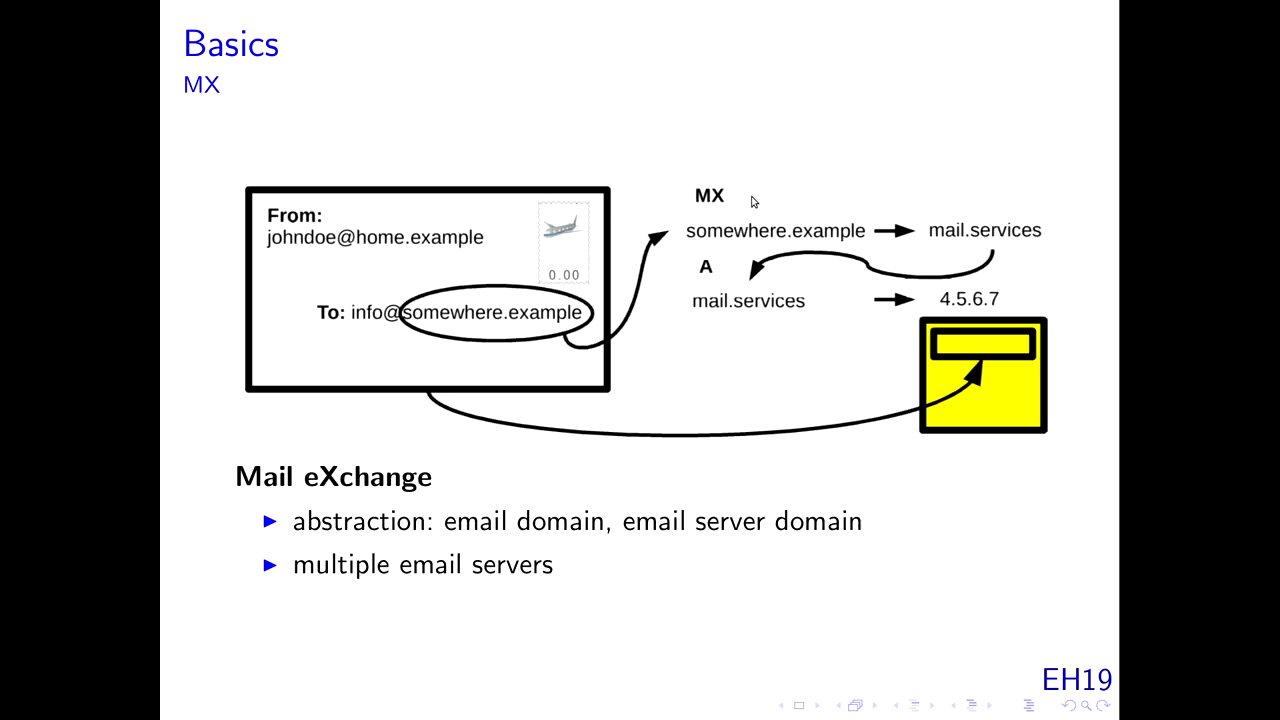 Basics
MX
From:
johndoe@home.example
0.00
To: info@somewhere.example
MX
somewhere.example mail.services
A
mail.services 4.5.6.7
Mail eXchange
abstraction: email domain, email server domain
multiple email servers
EH19